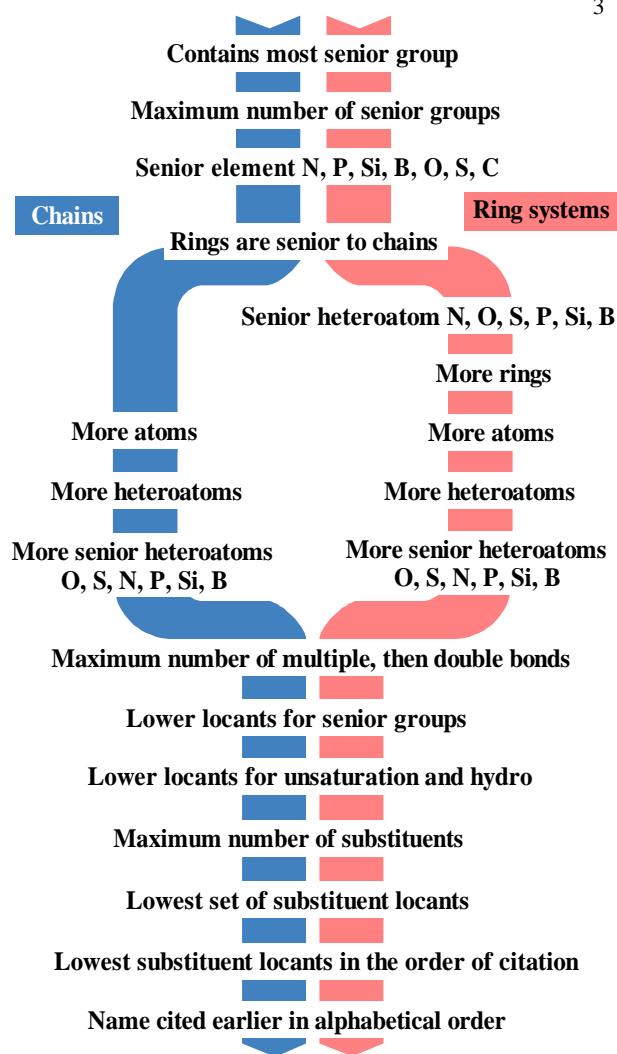 3
Contains most senior group
Maximum number of senior groups
Senior element N, P, Si, B, O, S, C
Chains
Ring systems
Rings are senior to chains
Senior heteroatom N, O, S, P, Si, B
More rings
More atoms
More atoms
More heteroatoms
More heteroatoms
More senior heteroatoms
O, S, N, P, Si, B
More senior heteroatoms
O, S, N, P, Si, B
Maximum number of multiple, then double bonds
Lower locants for senior groups
Lower locants for unsaturation and hydro
Maximum number of substituents
Lowest set of substituent locants
Lowest substituent locants in the order of citation
Name cited earlier in alphabetical order